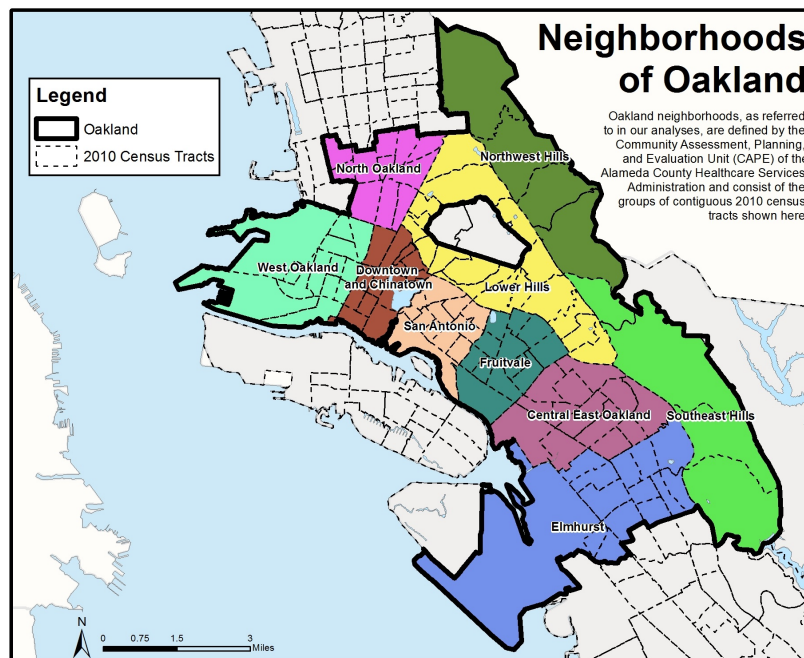 Neighborhoods
of Oakland
Oakland neighborhoods, as referred
to in our analyses, are defined by the
Community Assessment, Planning,
and Evaluation Unit (CAPE) of the
Alameda County Healthcare Services
Administration and consist of the
groups of contiguous 2010 census
tracts shown here
Legend
Oakland
2010 Census Tracts
Northwest Hills
North Oakland
West Oakland
Downtown
and Chinatown
Lower Hills
San Antonio
Fruitvale
Central East Oakland
Southeast Hills
Elmhurst
N
0 0.75 1.5 3
Miles